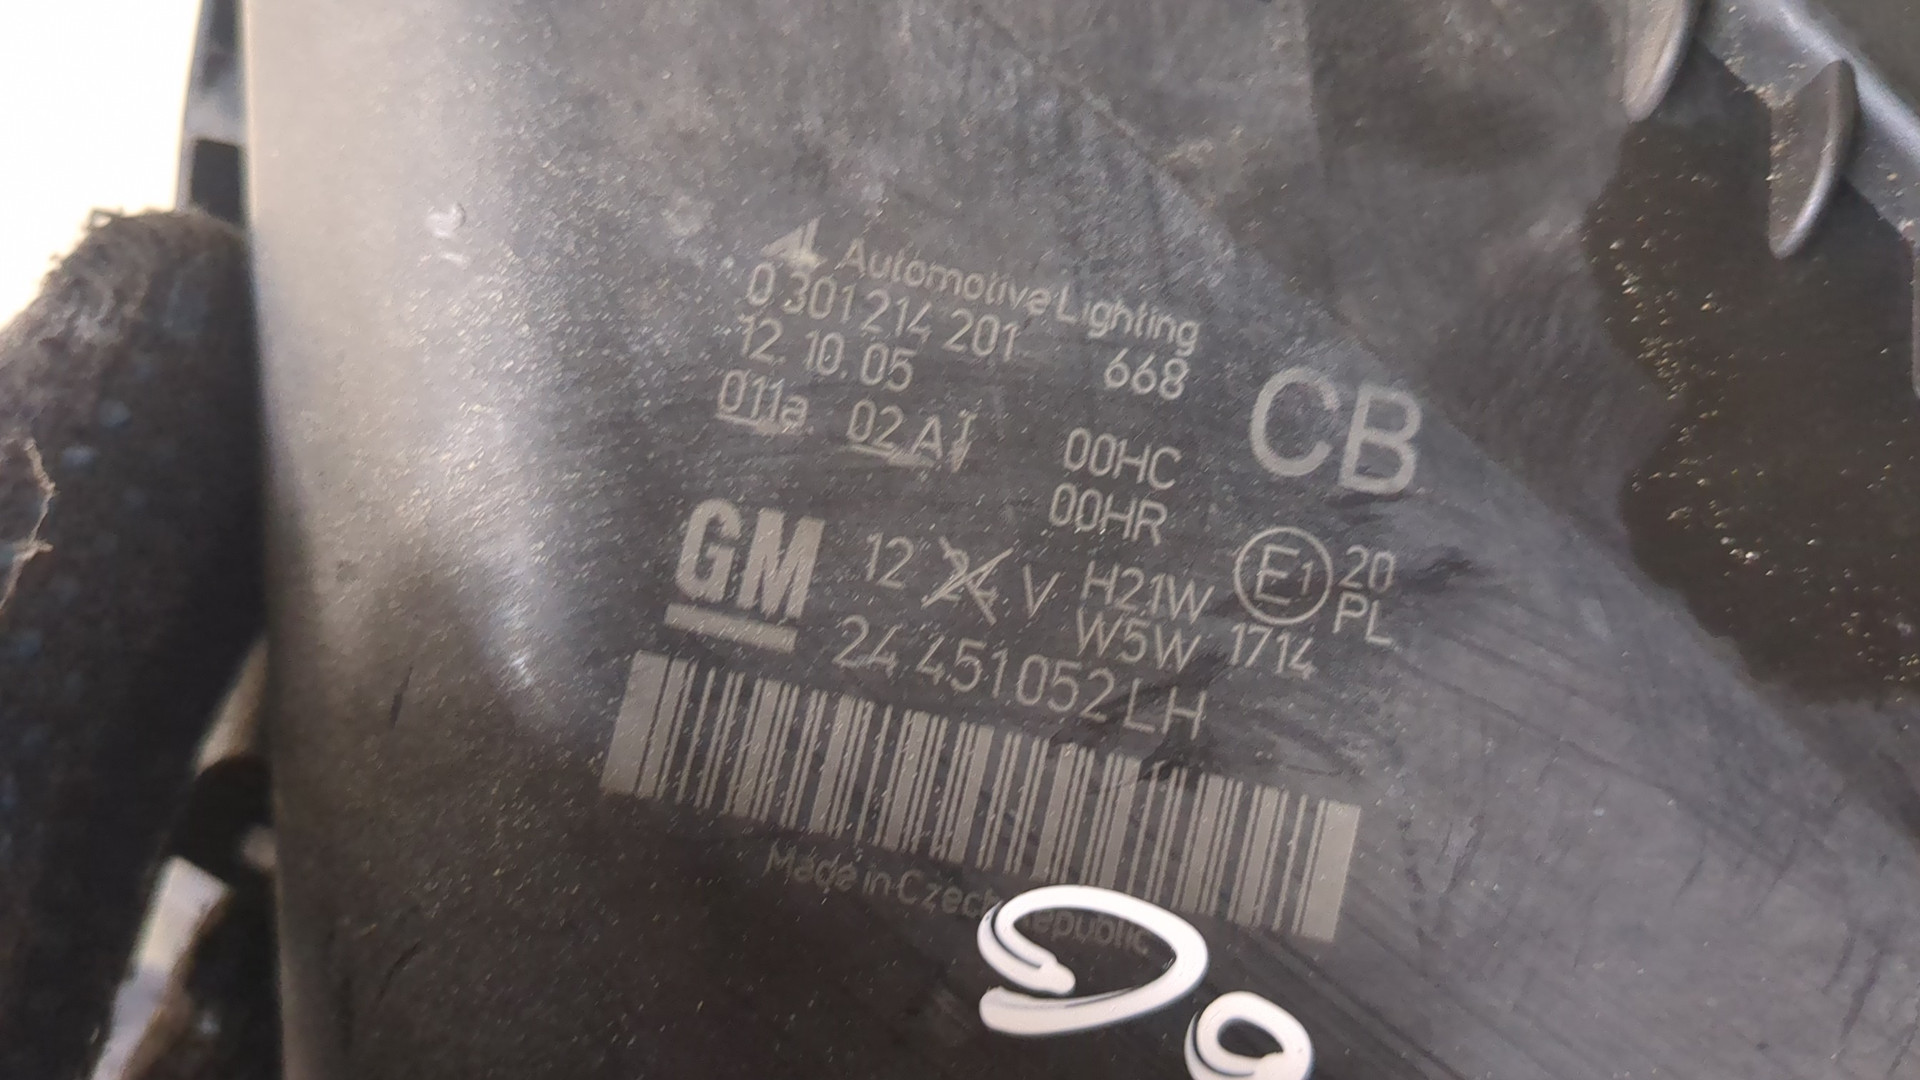 AL Automotive Lighting
0 301 214 201 668
12.10.05
011a 02A
00HC CB
00HR
GM 12 24 V H21W E1 20
W5W 1714 PL
24 451 052 LH
Made in Czech Republic